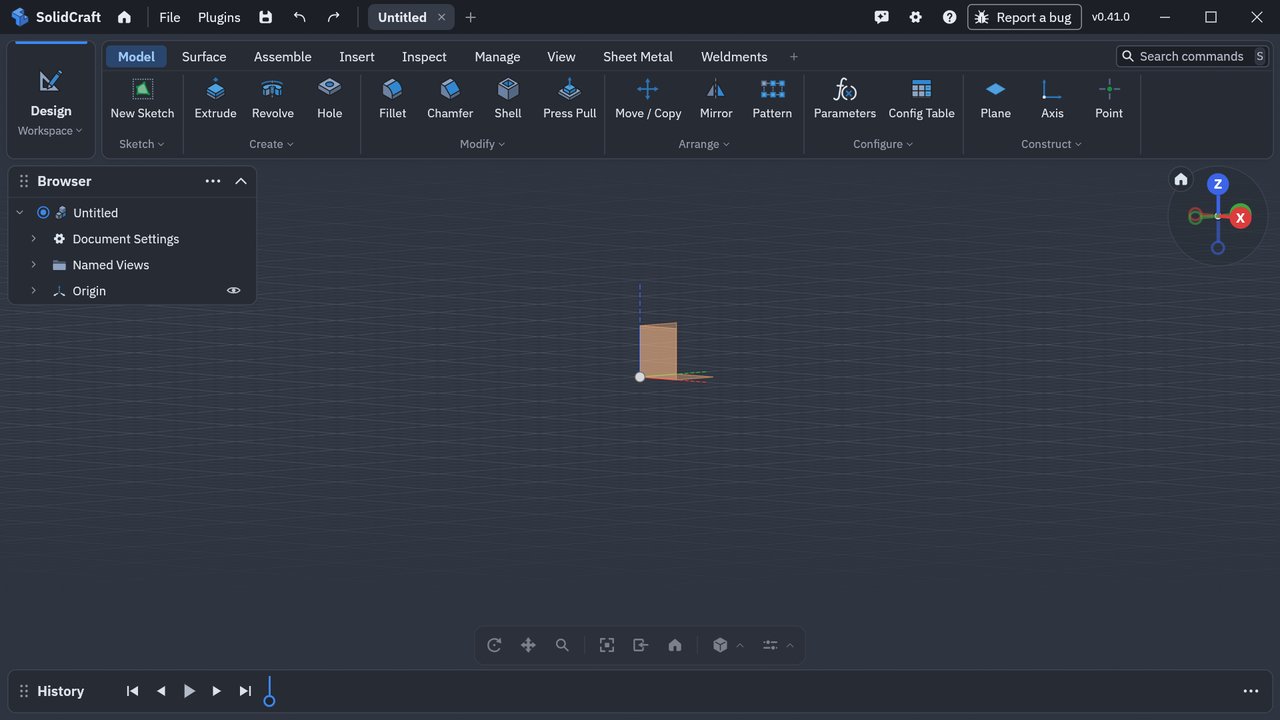 SolidCraft File Plugins Untitled Report a bug v0.41.0
Model Surface Assemble Insert Inspect Manage View Sheet Metal Weldments Search commands S
Design
Workspace
New Sketch Extrude Revolve Hole Fillet Chamfer Shell Press Pull Move / Copy Mirror Pattern Parameters Config Table Plane Axis Point
Sketch Create Modify Arrange Configure Construct
Browser
Untitled
Document Settings
Named Views
Origin
Z
X
History